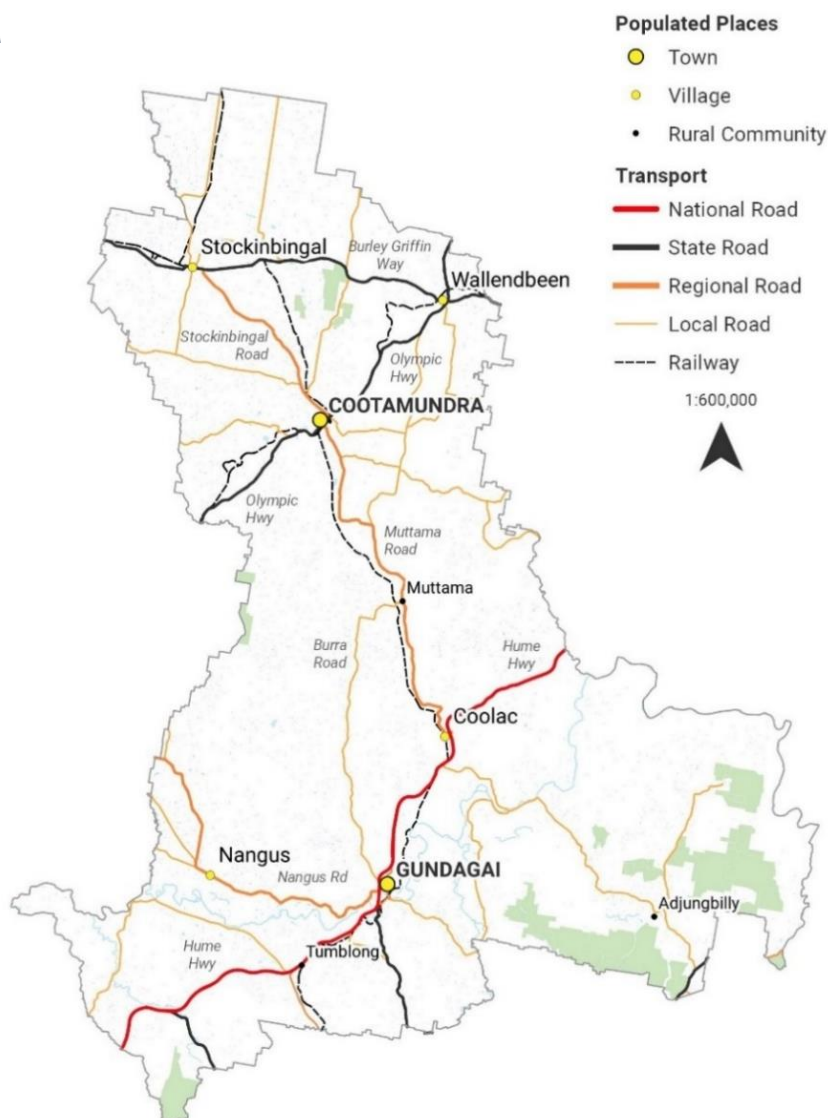 Populated Places
Town
Village
Rural Community
Transport
National Road
State Road
Regional Road
Local Road
Railway
1:600,000
Stockinbingal
Burley Griffin
Way
Wallendbeen
Stockinbingal
Road
Olympic
Hwy
COOTAMUNDRA
Olympic
Hwy
Muttama
Road
Muttama
Burra
Road
Hume
Hwy
Coolac
Nangus
Nangus Rd
GUNDAGAI
Adjungbilly
Hume
Hwy
Tumblong